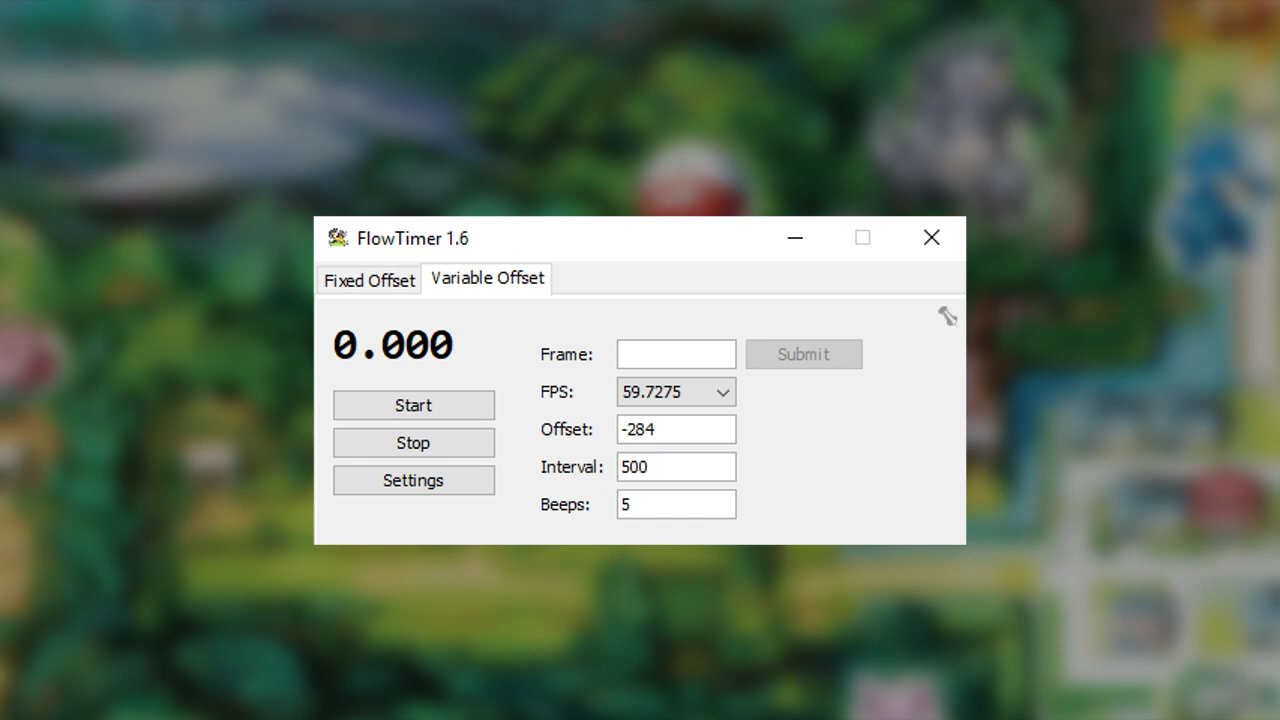 FlowTimer 1.6
Fixed Offset
Variable Offset
0.000
Start
Stop
Settings
Frame:
Submit
FPS:
59.7275
Offset:
-284
Interval:
500
Beeps:
5